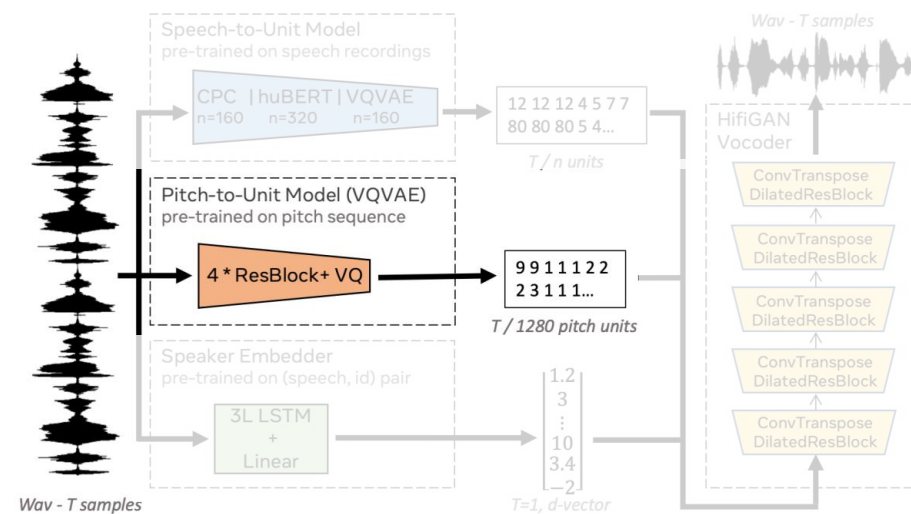 Speech-to-Unit Model
pre-trained on speech recordings
CPC | huBERT | VQVAE
n=160 n=320 n=160
12 12 12 4 5 7 7
80 80 80 5 4...
T / n units
Pitch-to-Unit Model (VQVAE)
pre-trained on pitch sequence
4 * ResBlock+ VQ
9 9 1 1 1 2 2
2 3 1 1 1...
T / 1280 pitch units
Speaker Embedder
pre-trained on (speech, id) pair
3L LSTM
+
Linear
1.2
3
⋮
10
3.4
−2
T=1, d-vector
Wav - T samples
Wav - T samples
HifiGAN
Vocoder
ConvTranspose
DilatedResBlock
ConvTranspose
DilatedResBlock
ConvTranspose
DilatedResBlock
ConvTranspose
DilatedResBlock
ConvTranspose
DilatedResBlock